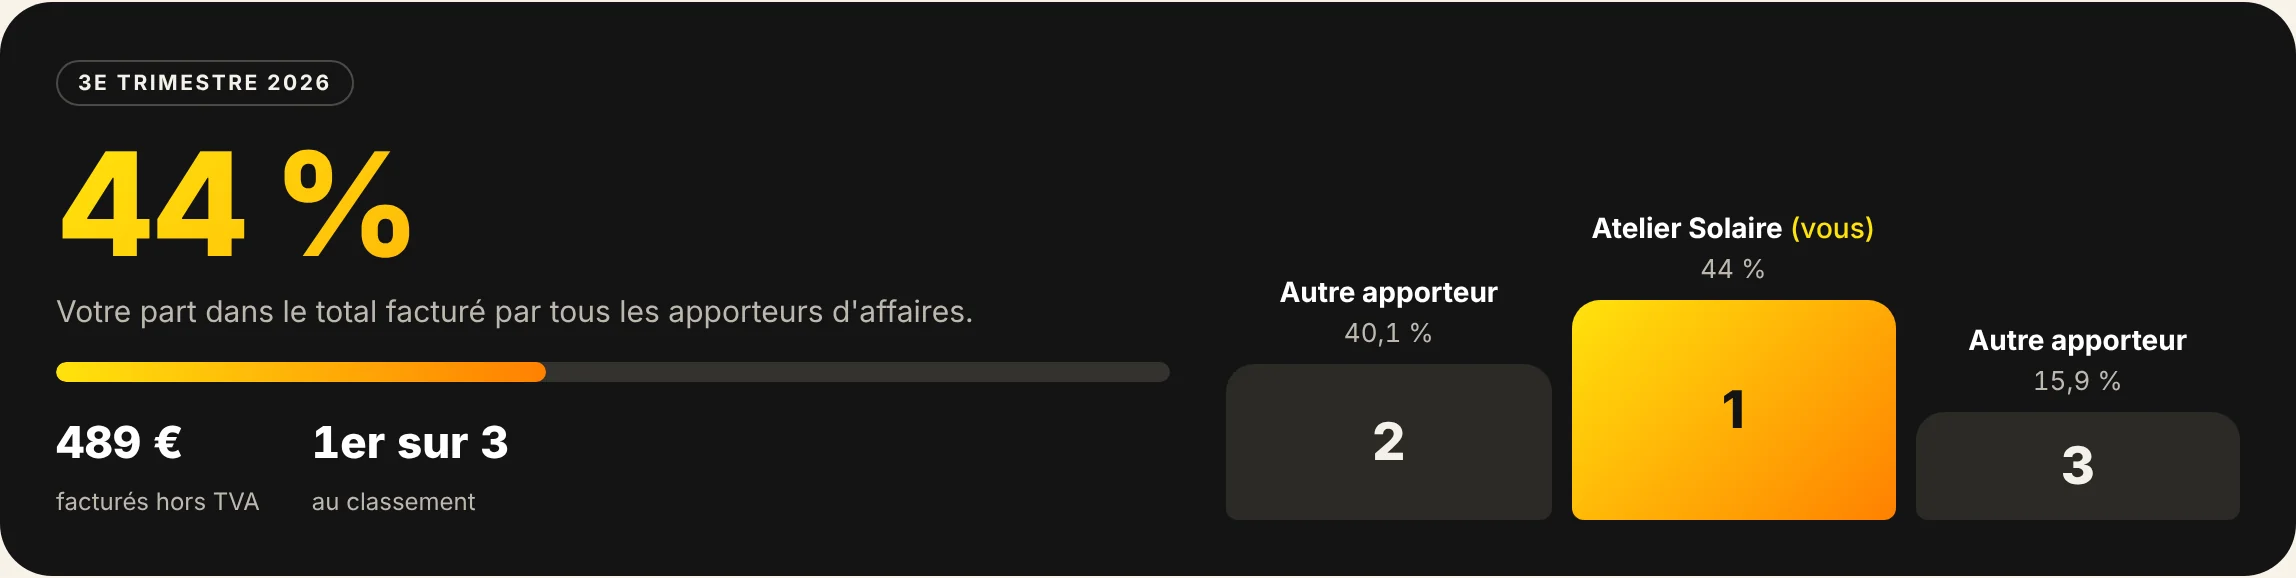 3E TRIMESTRE 2026
44 %
Votre part dans le total facturé par tous les apporteurs d'affaires.
489 €
facturés hors TVA
1er sur 3
au classement
Autre apporteur
40,1 %
2
Atelier Solaire (vous)
44 %
1
Autre apporteur
15,9 %
3